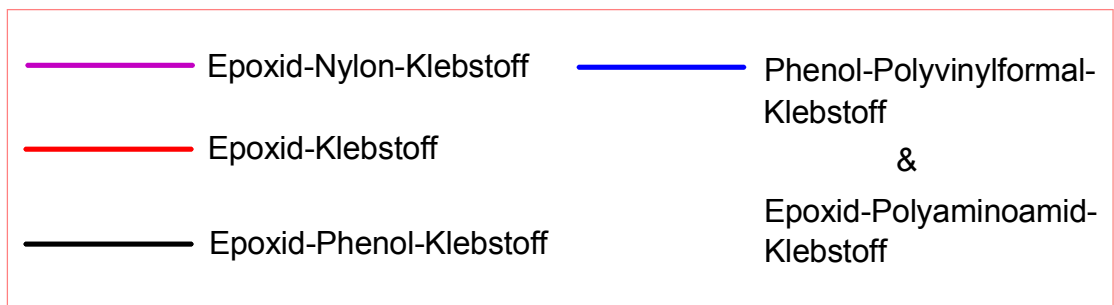 Epoxid-Nylon-Klebstoff
Epoxid-Klebstoff
Epoxid-Phenol-Klebstoff
Phenol-Polyvinylformal-
Klebstoff
&
Epoxid-Polyaminoamid-
Klebstoff